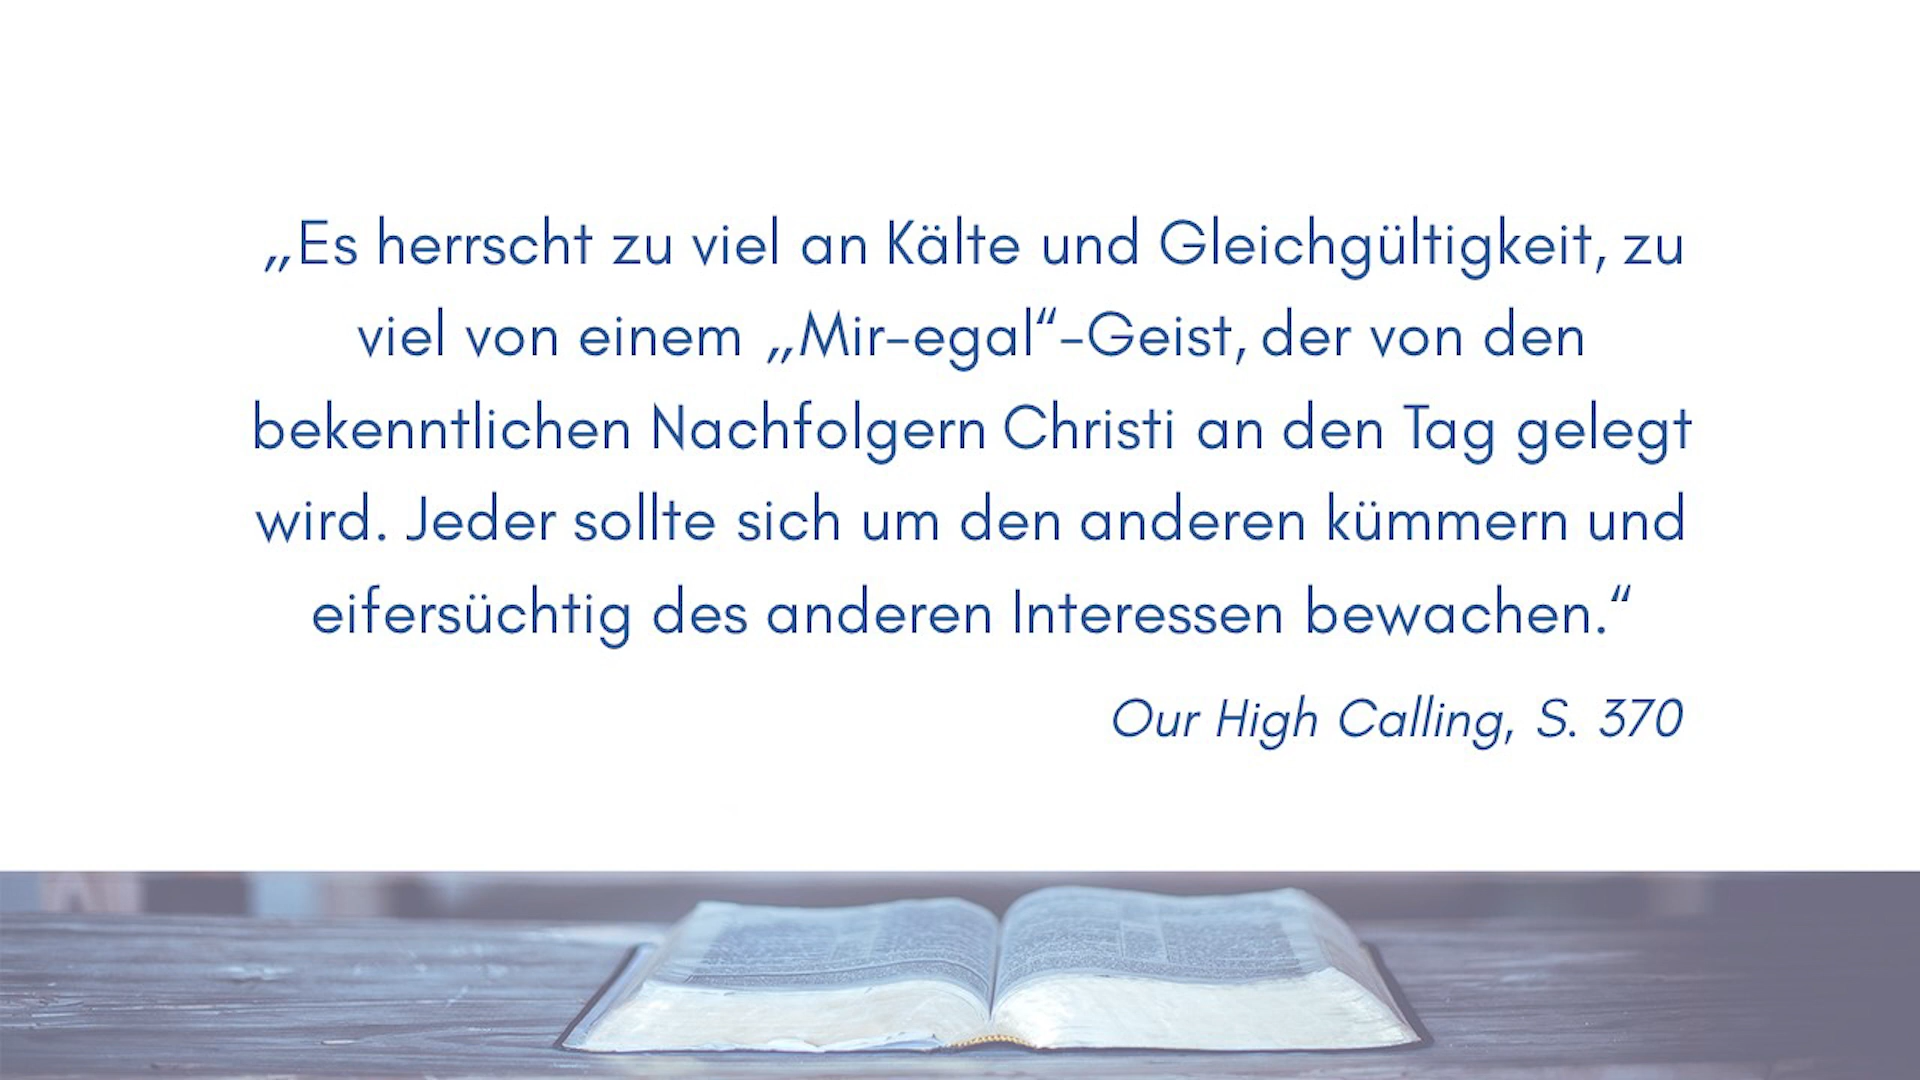 „Es herrscht zu viel an Kälte und Gleichgültigkeit, zu
viel von einem „Mir-egal“-Geist, der von den
bekenntlichen Nachfolgern Christi an den Tag gelegt
wird. Jeder sollte sich um den anderen kümmern und
eifersüchtig des anderen Interessen bewachen.“
Our High Calling, S. 370